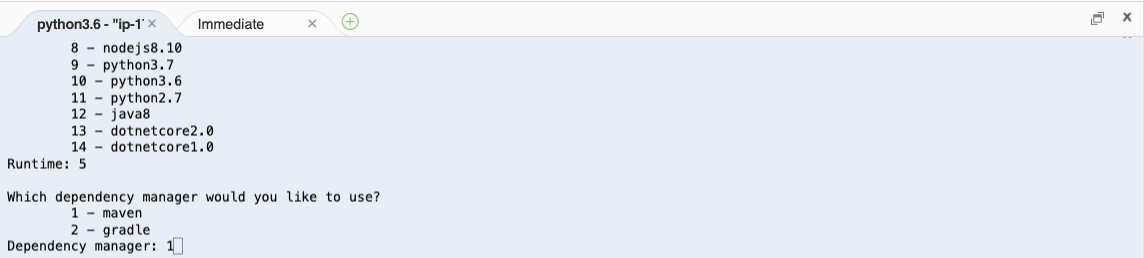 python3.6 - "ip-1
Immediate
8 - nodejs8.10
9 - python3.7
10 - python3.6
11 - python2.7
12 - java8
13 - dotnetcore2.0
14 - dotnetcore1.0
Runtime: 5
Which dependency manager would you like to use?
1 - maven
2 - gradle
Dependency manager: 1